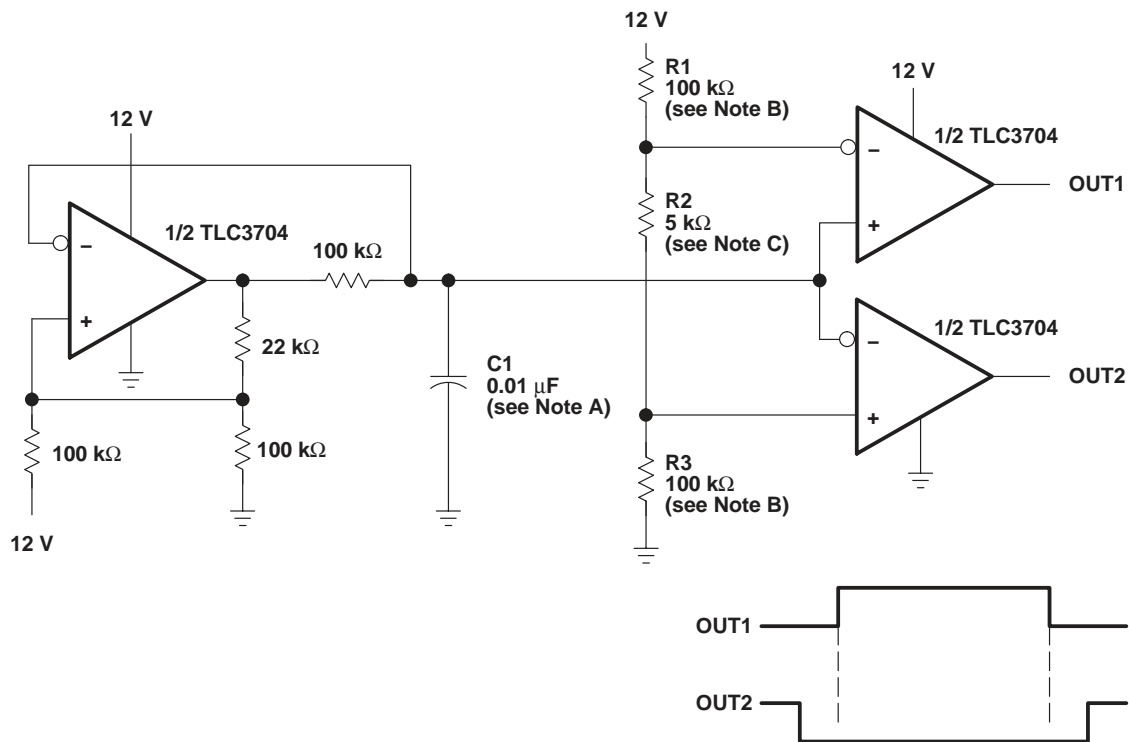 12 V
R1
100 kΩ
(see Note B)
12 V
1/2 TLC3704
−
+
OUT1
12 V
−
+
1/2 TLC3704
100 kΩ
22 kΩ
100 kΩ
100 kΩ
12 V
C1
0.01 μF
(see Note A)
R2
5 kΩ
(see Note C)
1/2 TLC3704
−
+
OUT2
R3
100 kΩ
(see Note B)
OUT1
OUT2